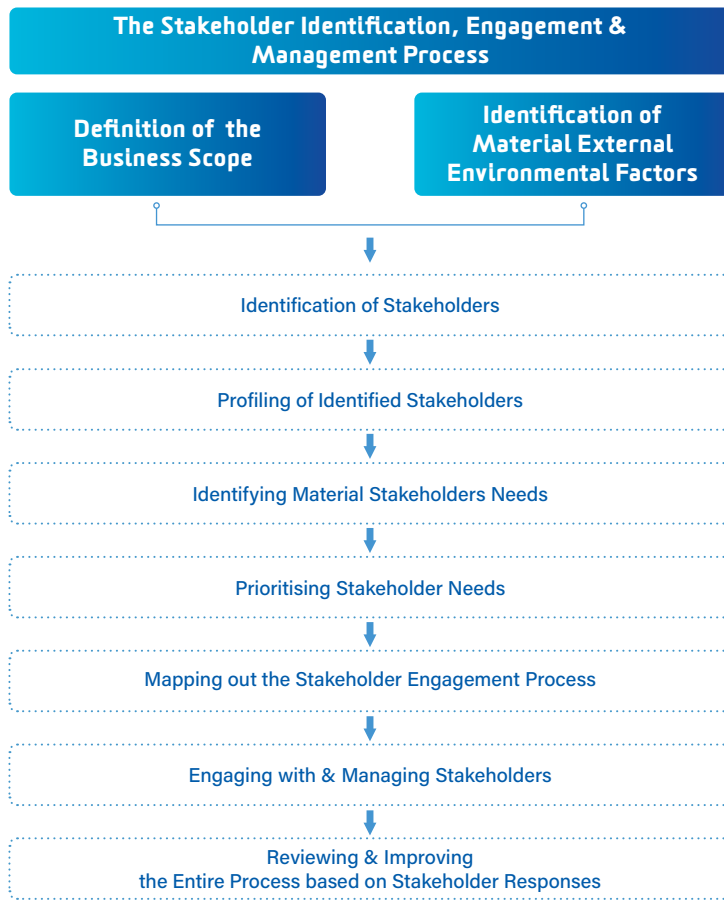 The Stakeholder Identification, Engagement &
Management Process
Definition of the
Business Scope
Identification of
Material External
Environmental Factors
Identification of Stakeholders
Profiling of Identified Stakeholders
Identifying Material Stakeholders Needs
Prioritising Stakeholder Needs
Mapping out the Stakeholder Engagement Process
Engaging with & Managing Stakeholders
Reviewing & Improving
the Entire Process based on Stakeholder Responses